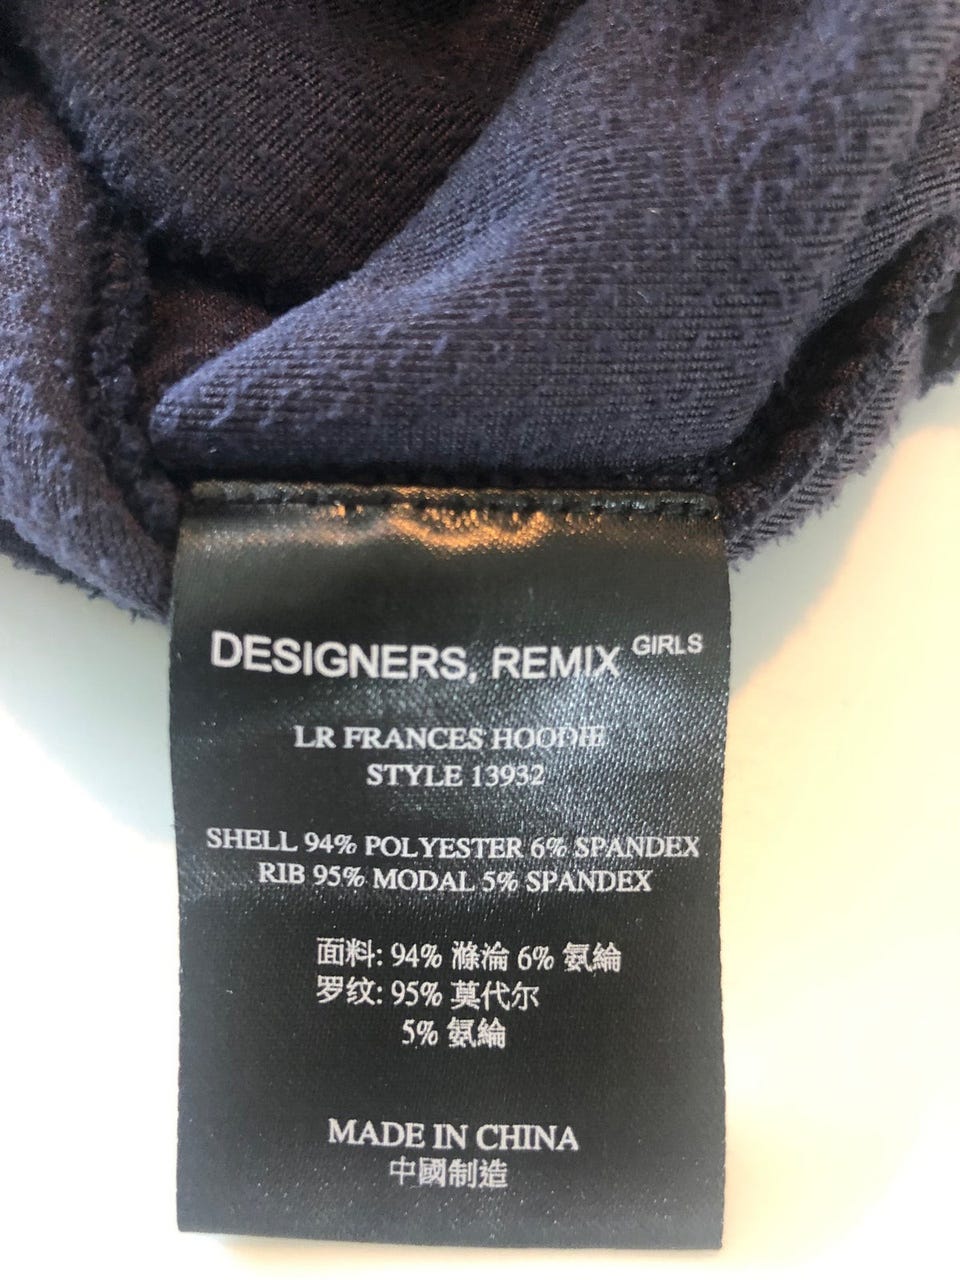 DESIGNERS, REMIX GIRLS
LR FRANCES HOODIE
STYLE 13932
SHELL 94% POLYESTER 6% SPANDEX
RIB 95% MODAL 5% SPANDEX
面料: 94% 滌淪 6% 氨綸
罗纹: 95% 莫代尔
5% 氨綸
MADE IN CHINA
中國制造